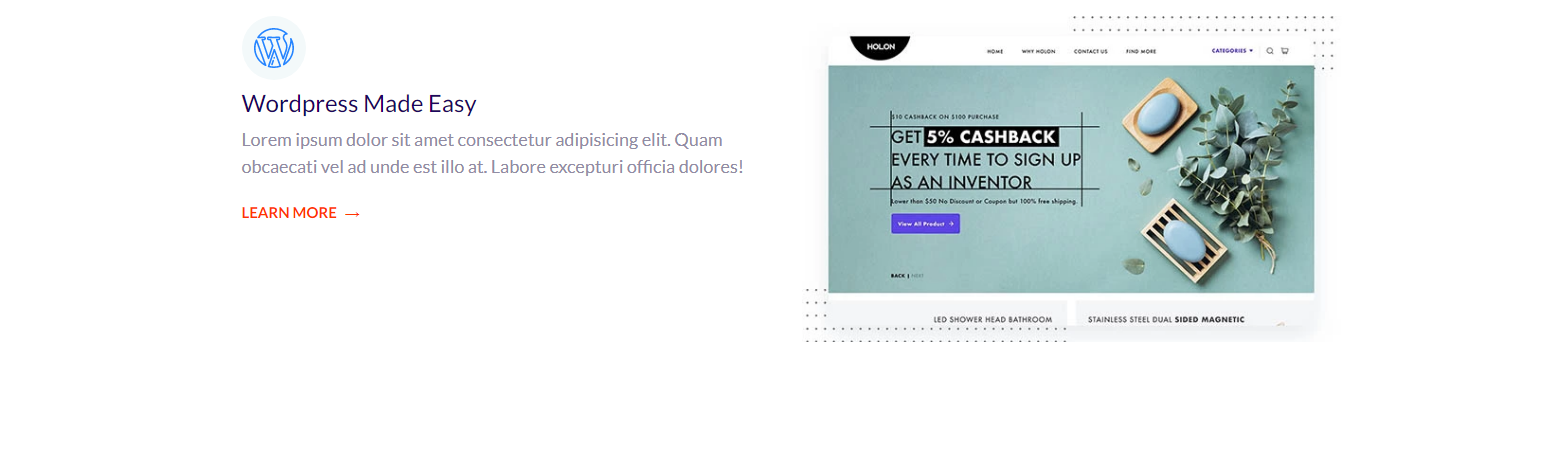 Wordpress Made Easy
Lorem ipsum dolor sit amet consectetur adipisicing elit. Quam
obcaecati vel ad unde est illo at. Labore excepturi officia dolores!
LEARN MORE →
HOLON
HOME WHY HOLON CONTACT US FIND MORE CATEGORIES
$10 CASHBACK ON $100 PURCHASE
GET 5% CASHBACK
EVERY TIME TO SIGN UP
AS AN INVENTOR
Lower than $50 No Discount or Coupon but 100% free shipping.
View All Product →
BACK | NEXT
LED SHOWER HEAD BATHROOM
STAINLESS STEEL DUAL SIDED MAGNETIC